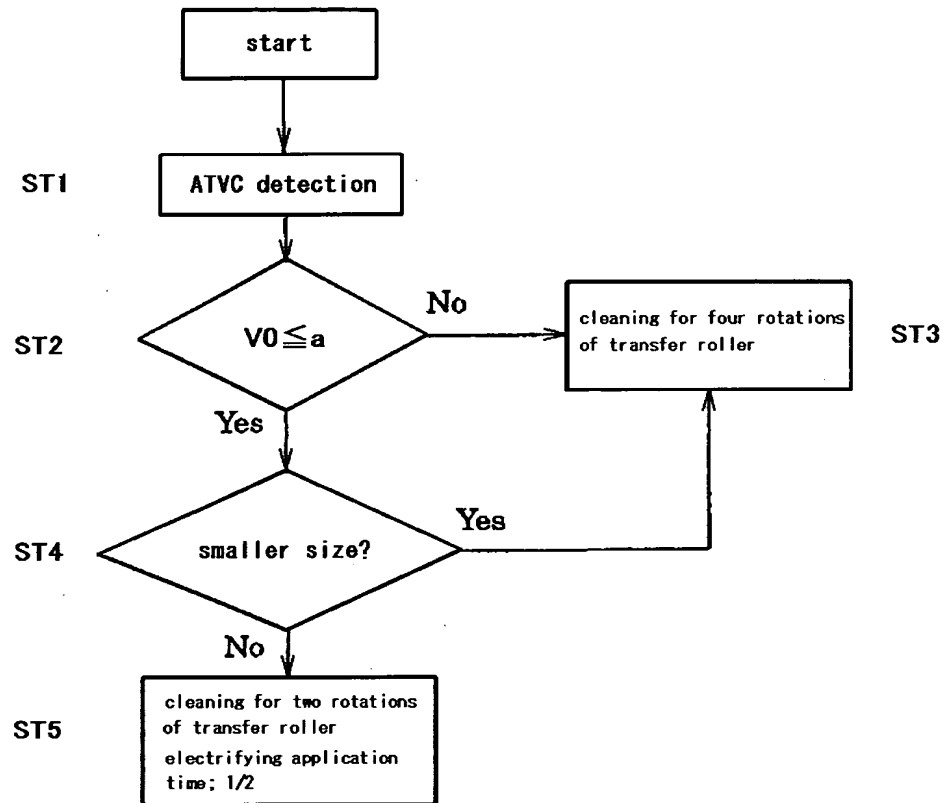 start
ST1
ATVC detection
ST2
V0≦a
No
cleaning for four rotations
of transfer roller
ST3
Yes
ST4
smaller size?
Yes
No
ST5
cleaning for two rotations
of transfer roller
electrifying application
time; 1/2